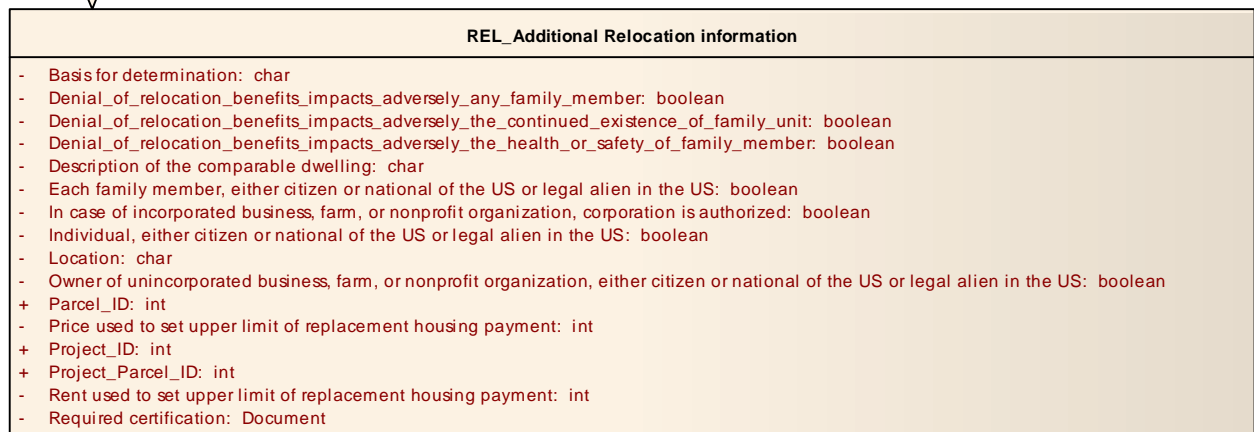 REL_Additional Relocation information
- Basis for determination: char
- Denial_of_relocation_benefits_impacts_adversely_any_family_member: boolean
- Denial_of_relocation_benefits_impacts_adversely_the_continued_existence_of_family_unit: boolean
- Denial_of_relocation_benefits_impacts_adversely_the_health_or_safety_of_family_member: boolean
- Description of the comparable dwelling: char
- Each family member, either citizen or national of the US or legal alien in the US: boolean
- In case of incorporated business, farm, or nonprofit organization, corporation is authorized: boolean
- Individual, either citizen or national of the US or legal alien in the US: boolean
- Location: char
- Owner of unincorporated business, farm, or nonprofit organization, either citizen or national of the US or legal alien in the US: boolean
+ Parcel_ID: int
- Price used to set upper limit of replacement housing payment: int
+ Project_ID: int
+ Project_Parcel_ID: int
- Rent used to set upper limit of replacement housing payment: int
- Required certification: Document